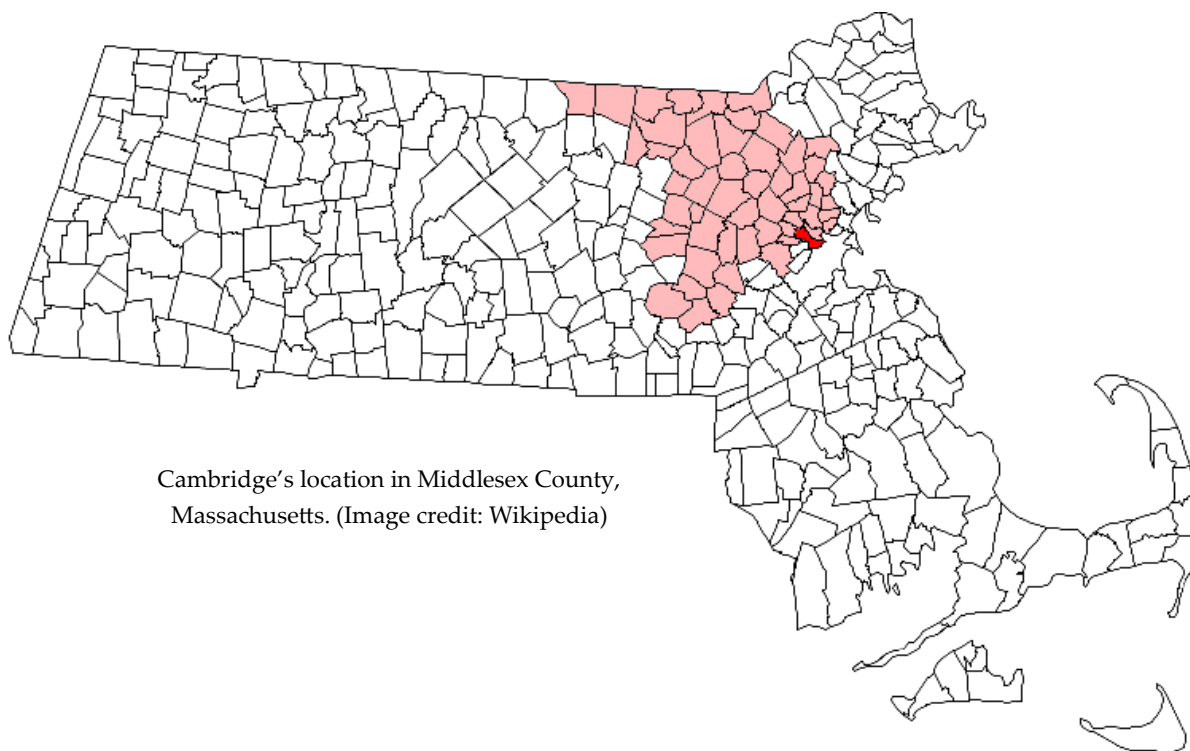 Cambridge’s location in Middlesex County,
Massachusetts. (Image credit: Wikipedia)